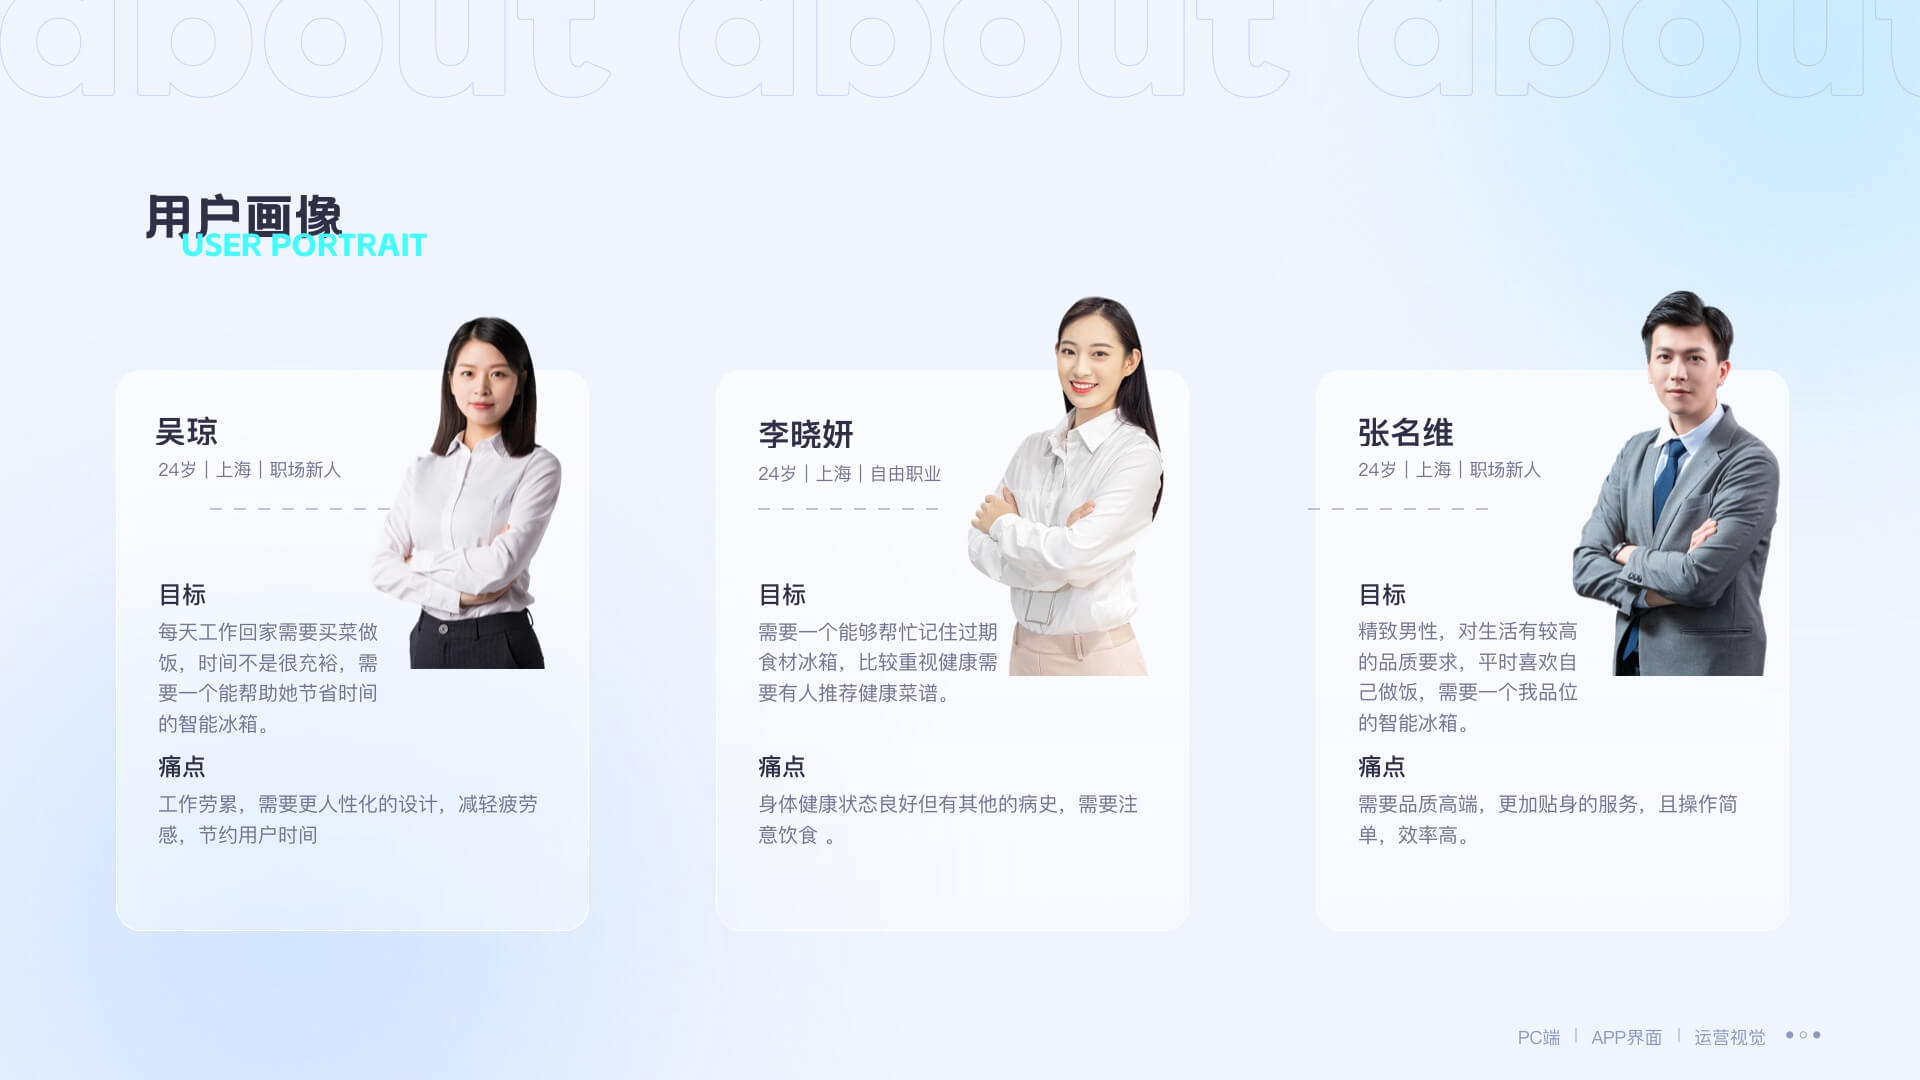 about about about
用户画像
USER PORTRAIT
吴琼
24岁｜上海｜职场新人
目标
每天工作回家需要买菜做
饭，时间不是很充裕，需
要一个能帮助她节省时间
的智能冰箱。
痛点
工作劳累，需要更人性化的设计，减轻疲劳
感，节约用户时间
李晓妍
24岁｜上海｜自由职业
目标
需要一个能够帮忙记住过期
食材冰箱，比较重视健康需
要有人推荐健康菜谱。
痛点
身体健康状态良好但有其他的病史，需要注
意饮食 。
张名维
24岁｜上海｜职场新人
目标
精致男性，对生活有较高
的品质要求，平时喜欢自
己做饭，需要一个我品位
的智能冰箱。
痛点
需要品质高端，更加贴身的服务，且操作简
单，效率高。
PC端 | APP界面 | 运营视觉